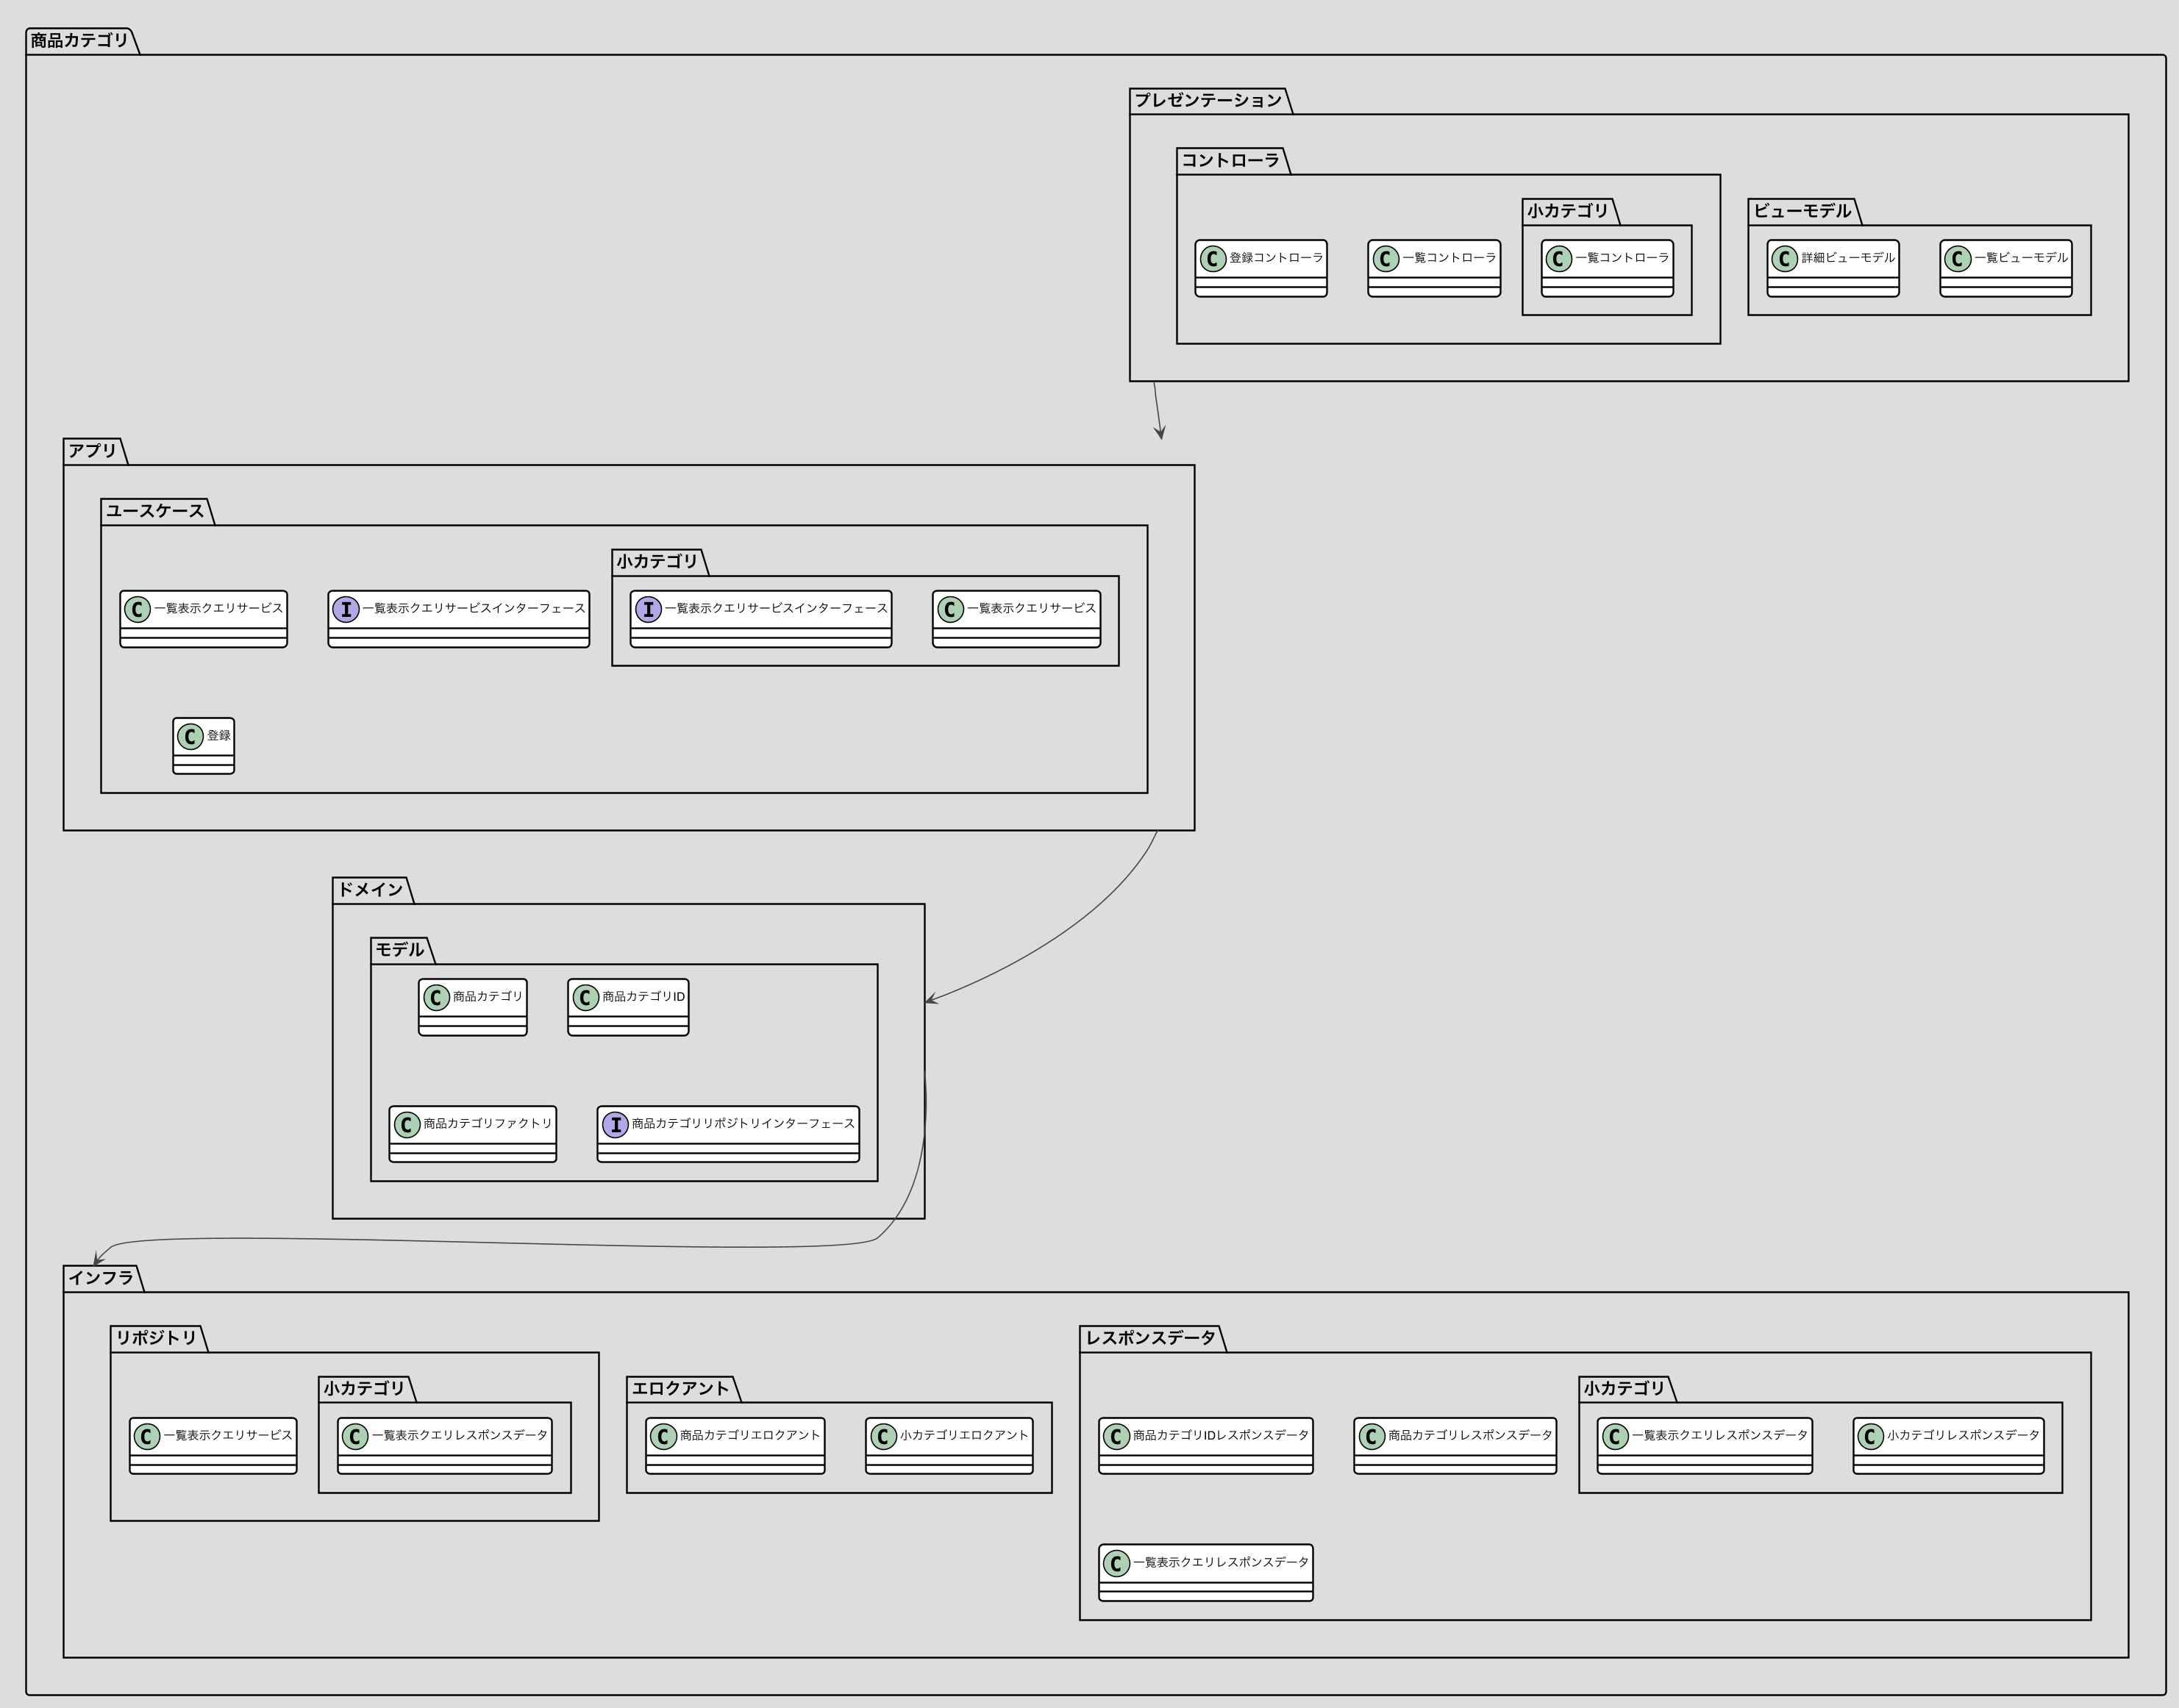 商品カテゴリ
プレゼンテーション
コントローラ
小カテゴリ
ビューモデル
C 登録コントローラ
C 一覧コントローラ
C 一覧コントローラ
C 詳細ビューモデル
C 一覧ビューモデル
アプリ
ユースケース
小カテゴリ
C 一覧表示クエリサービス
I 一覧表示クエリサービスインターフェース
I 一覧表示クエリサービスインターフェース
C 一覧表示クエリサービス
C 登録
ドメイン
モデル
C 商品カテゴリ
C 商品カテゴリID
C 商品カテゴリファクトリ
I 商品カテゴリリポジトリインターフェース
インフラ
リポジトリ
レスポンスデータ
小カテゴリ
エロクアント
小カテゴリ
C 一覧表示クエリサービス
C 一覧表示クエリレスポンスデータ
C 商品カテゴリエロクアント
C 小カテゴリエロクアント
C 商品カテゴリIDレスポンスデータ
C 商品カテゴリレスポンスデータ
C 一覧表示クエリレスポンスデータ
C 小カテゴリレスポンスデータ
C 一覧表示クエリレスポンスデータ